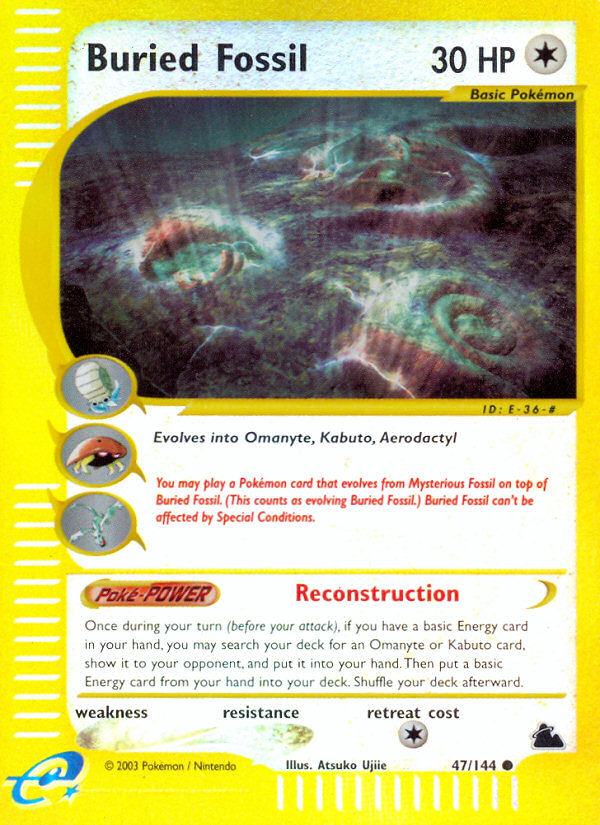 Buried Fossil
30 HP
Basic Pokémon
ID: E-36-#
Evolves into Omanyte, Kabuto, Aerodactyl
You may play a Pokémon card that evolves from Mysterious Fossil on top of
Buried Fossil. (This counts as evolving Buried Fossil.) Buried Fossil can't be
affected by Special Conditions.
Poké-POWER
Reconstruction
Once during your turn (before your attack), if you have a basic Energy card
in your hand, you may search your deck for an Omanyte or Kabuto card,
show it to your opponent, and put it into your hand. Then put a basic
Energy card from your hand into your deck. Shuffle your deck afterward.
weakness resistance retreat cost
© 2003 Pokémon / Nintendo Illus. Atsuko Ujiie 47/144
e